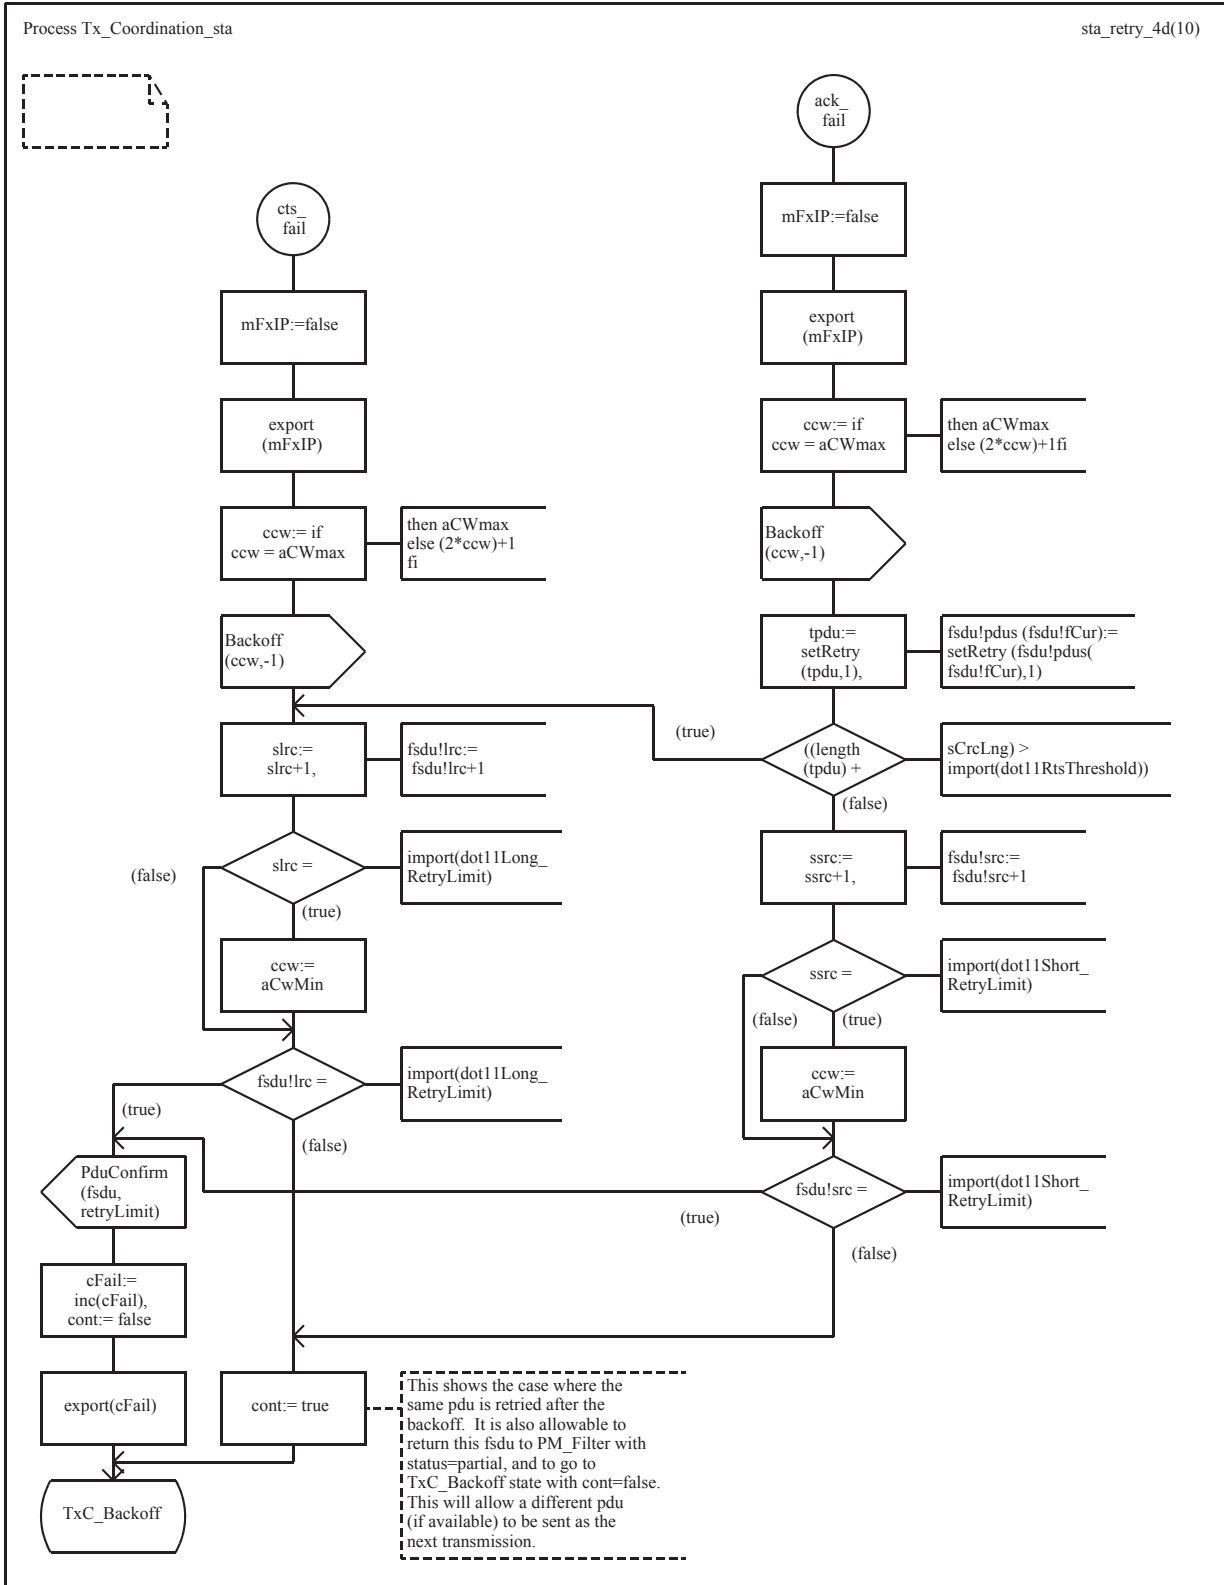 Process Tx_Coordination_sta
sta_retry_4d(10)
cts_
fail
mFxIP:=false
export
(mFxIP)
ccw:= if
ccw = aCWmax
then aCWmax
else (2*ccw)+1
fi
Backoff
(ccw,-1)
slrc:=
slrc+1,
fsdu!lrc:=
fsdu!lrc+1
slrc =
import(dot11Long_
RetryLimit)
(false)
(true)
ccw:=
aCwMin
fsdu!lrc =
import(dot11Long_
RetryLimit)
(true)
(false)
PduConfirm
(fsdu,
retryLimit)
cFail:=
inc(cFail),
cont:= false
export(cFail)
cont:= true
This shows the case where the
same pdu is retried after the
backoff.  It is also allowable to
return this fsdu to PM_Filter with
status=partial, and to go to
TxC_Backoff state with cont=false.
This will allow a different pdu
(if available) to be sent as the
next transmission.
TxC_Backoff
ack_
fail
mFxIP:=false
export
(mFxIP)
ccw:= if
ccw = aCWmax
then aCWmax
else (2*ccw)+1fi
Backoff
(ccw,-1)
tpdu:=
setRetry
(tpdu,1),
fsdu!pdus (fsdu!fCur):=
setRetry (fsdu!pdus(
fsdu!fCur),1)
(true)
((length
(tpdu) +
sCrcLng) >
import(dot11RtsThreshold))
(false)
ssrc:=
ssrc+1,
fsdu!src:=
fsdu!src+1
ssrc =
import(dot11Short_
RetryLimit)
(false)
(true)
ccw:=
aCwMin
fsdu!src =
import(dot11Short_
RetryLimit)
(true)
(false)